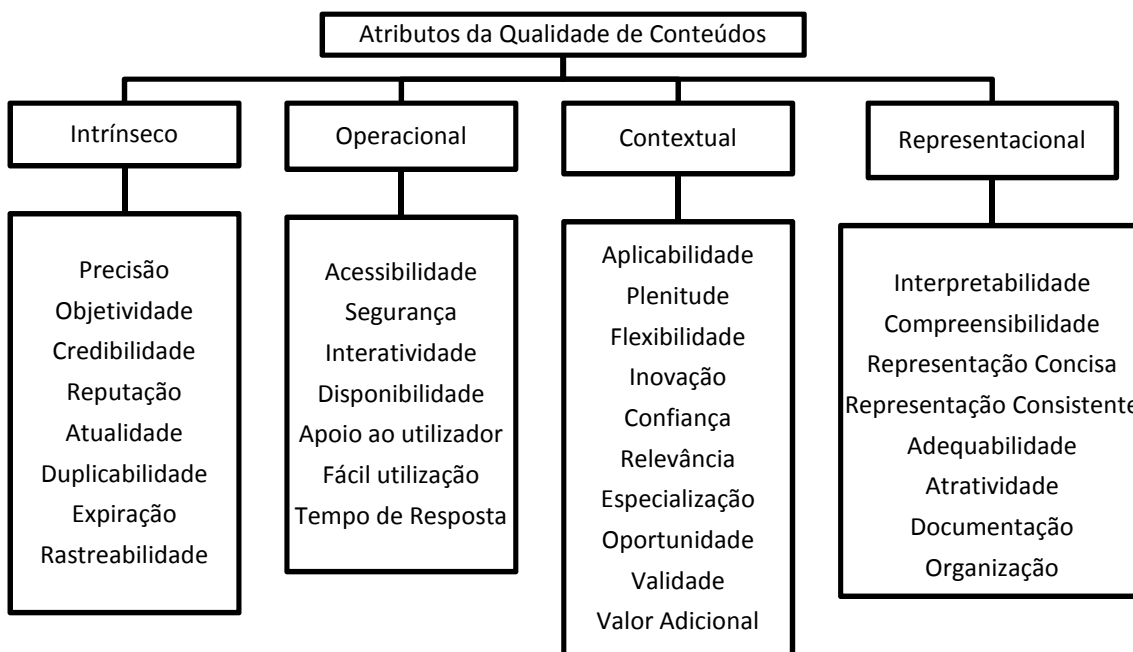 Atributos da Qualidade de Conteúdos
Intrínseco
Operacional
Contextual
Representacional
Precisão
Objetividade
Credibilidade
Reputação
Atualidade
Duplicabilidade
Expiração
Rastreabilidade
Acessibilidade
Segurança
Interatividade
Disponibilidade
Apoio ao utilizador
Fácil utilização
Tempo de Resposta
Aplicabilidade
Plenitude
Flexibilidade
Inovação
Confiança
Relevância
Especialização
Oportunidade
Validade
Valor Adicional
Interpretabilidade
Compreensibilidade
Representação Concisa
Representação Consistente
Adequabilidade
Atratividade
Documentação
Organização